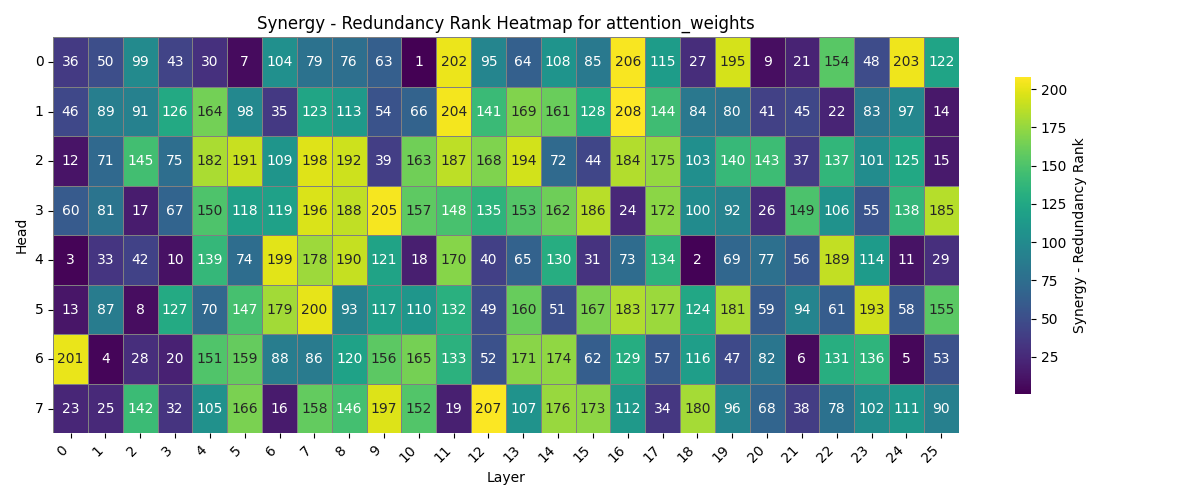 Synergy - Redundancy Rank Heatmap for attention_weights
0 36 50 99 43 30 7 104 79 76 63 1 202 95 64 108 85 206 115 27 195 9 21 154 48 203 122
1 46 89 91 126 164 98 35 123 113 54 66 204 141 169 161 128 208 144 84 80 41 45 22 83 97 14
2 12 71 145 75 182 191 109 198 192 39 163 187 168 194 72 44 184 175 103 140 143 37 137 101 125 15
3 60 81 17 67 150 118 119 196 188 205 157 148 135 153 162 186 24 172 100 92 26 149 106 55 138 185
4 3 33 42 10 139 74 199 178 190 121 18 170 40 65 130 31 73 134 2 69 77 56 189 114 11 29
5 13 87 8 127 70 147 179 200 93 117 110 132 49 160 51 167 183 177 124 181 59 94 61 193 58 155
6 201 4 28 20 151 159 88 86 120 156 165 133 52 171 174 62 129 57 116 47 82 6 131 136 5 53
7 23 25 142 32 105 166 16 158 146 197 152 19 207 107 176 173 112 34 180 96 68 38 78 102 111 90
0 1 2 3 4 5 6 7 8 9 10 11 12 13 14 15 16 17 18 19 20 21 22 23 24 25
Layer
Head
200
175
150
125
100
75
50
25
Synergy - Redundancy Rank